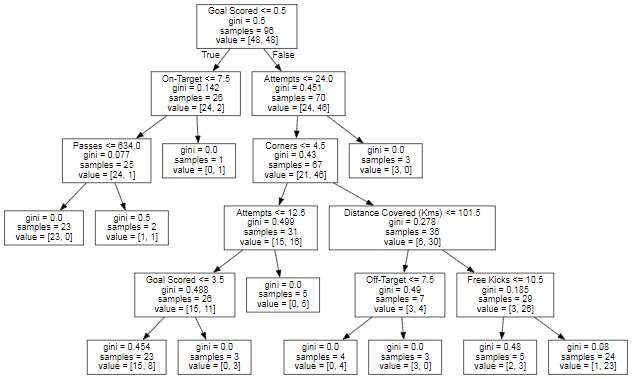 Goal Scored <= 0.5
gini = 0.5
samples = 96
value = [48, 48]
True
False
On-Target <= 7.5
gini = 0.142
samples = 26
value = [24, 2]
Attempts <= 24.0
gini = 0.451
samples = 70
value = [24, 46]
Passes <= 634.0
gini = 0.077
samples = 25
value = [24, 1]
gini = 0.0
samples = 1
value = [0, 1]
Corners <= 4.5
gini = 0.43
samples = 67
value = [21, 46]
gini = 0.0
samples = 3
value = [3, 0]
gini = 0.0
samples = 23
value = [23, 0]
gini = 0.5
samples = 2
value = [1, 1]
Attempts <= 12.5
gini = 0.499
samples = 31
value = [15, 16]
Distance Covered (Kms) <= 101.5
gini = 0.278
samples = 36
value = [6, 30]
Goal Scored <= 3.5
gini = 0.488
samples = 26
value = [15, 11]
gini = 0.0
samples = 5
value = [0, 5]
Off-Target <= 7.5
gini = 0.49
samples = 7
value = [3, 4]
Free Kicks <= 10.5
gini = 0.185
samples = 29
value = [3, 26]
gini = 0.454
samples = 23
value = [15, 8]
gini = 0.0
samples = 3
value = [0, 3]
gini = 0.0
samples = 4
value = [0, 4]
gini = 0.0
samples = 3
value = [3, 0]
gini = 0.48
samples = 5
value = [2, 3]
gini = 0.08
samples = 24
value = [1, 23]